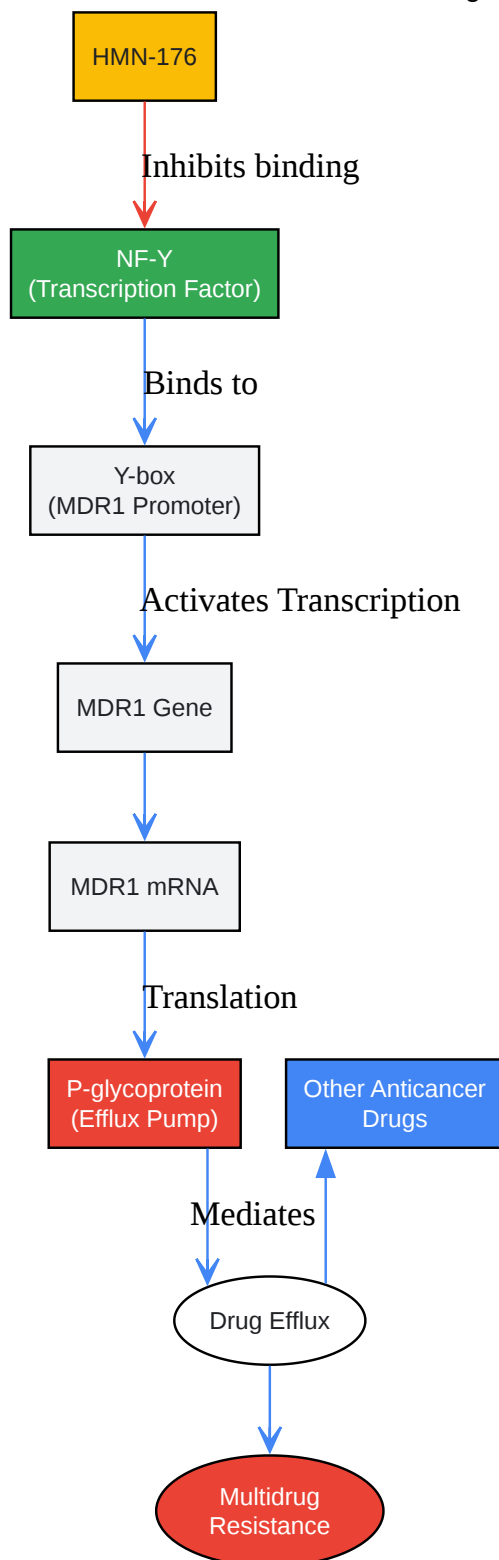 HMN-176
Inhibits binding
NF-Y
(Transcription Factor)
Binds to
Y-box
(MDR1 Promoter)
Activates Transcription
MDR1 Gene
MDR1 mRNA
Translation
P-glycoprotein
(Efflux Pump)
Other Anticancer
Drugs
Mediates
Drug Efflux
Multidrug
Resistance